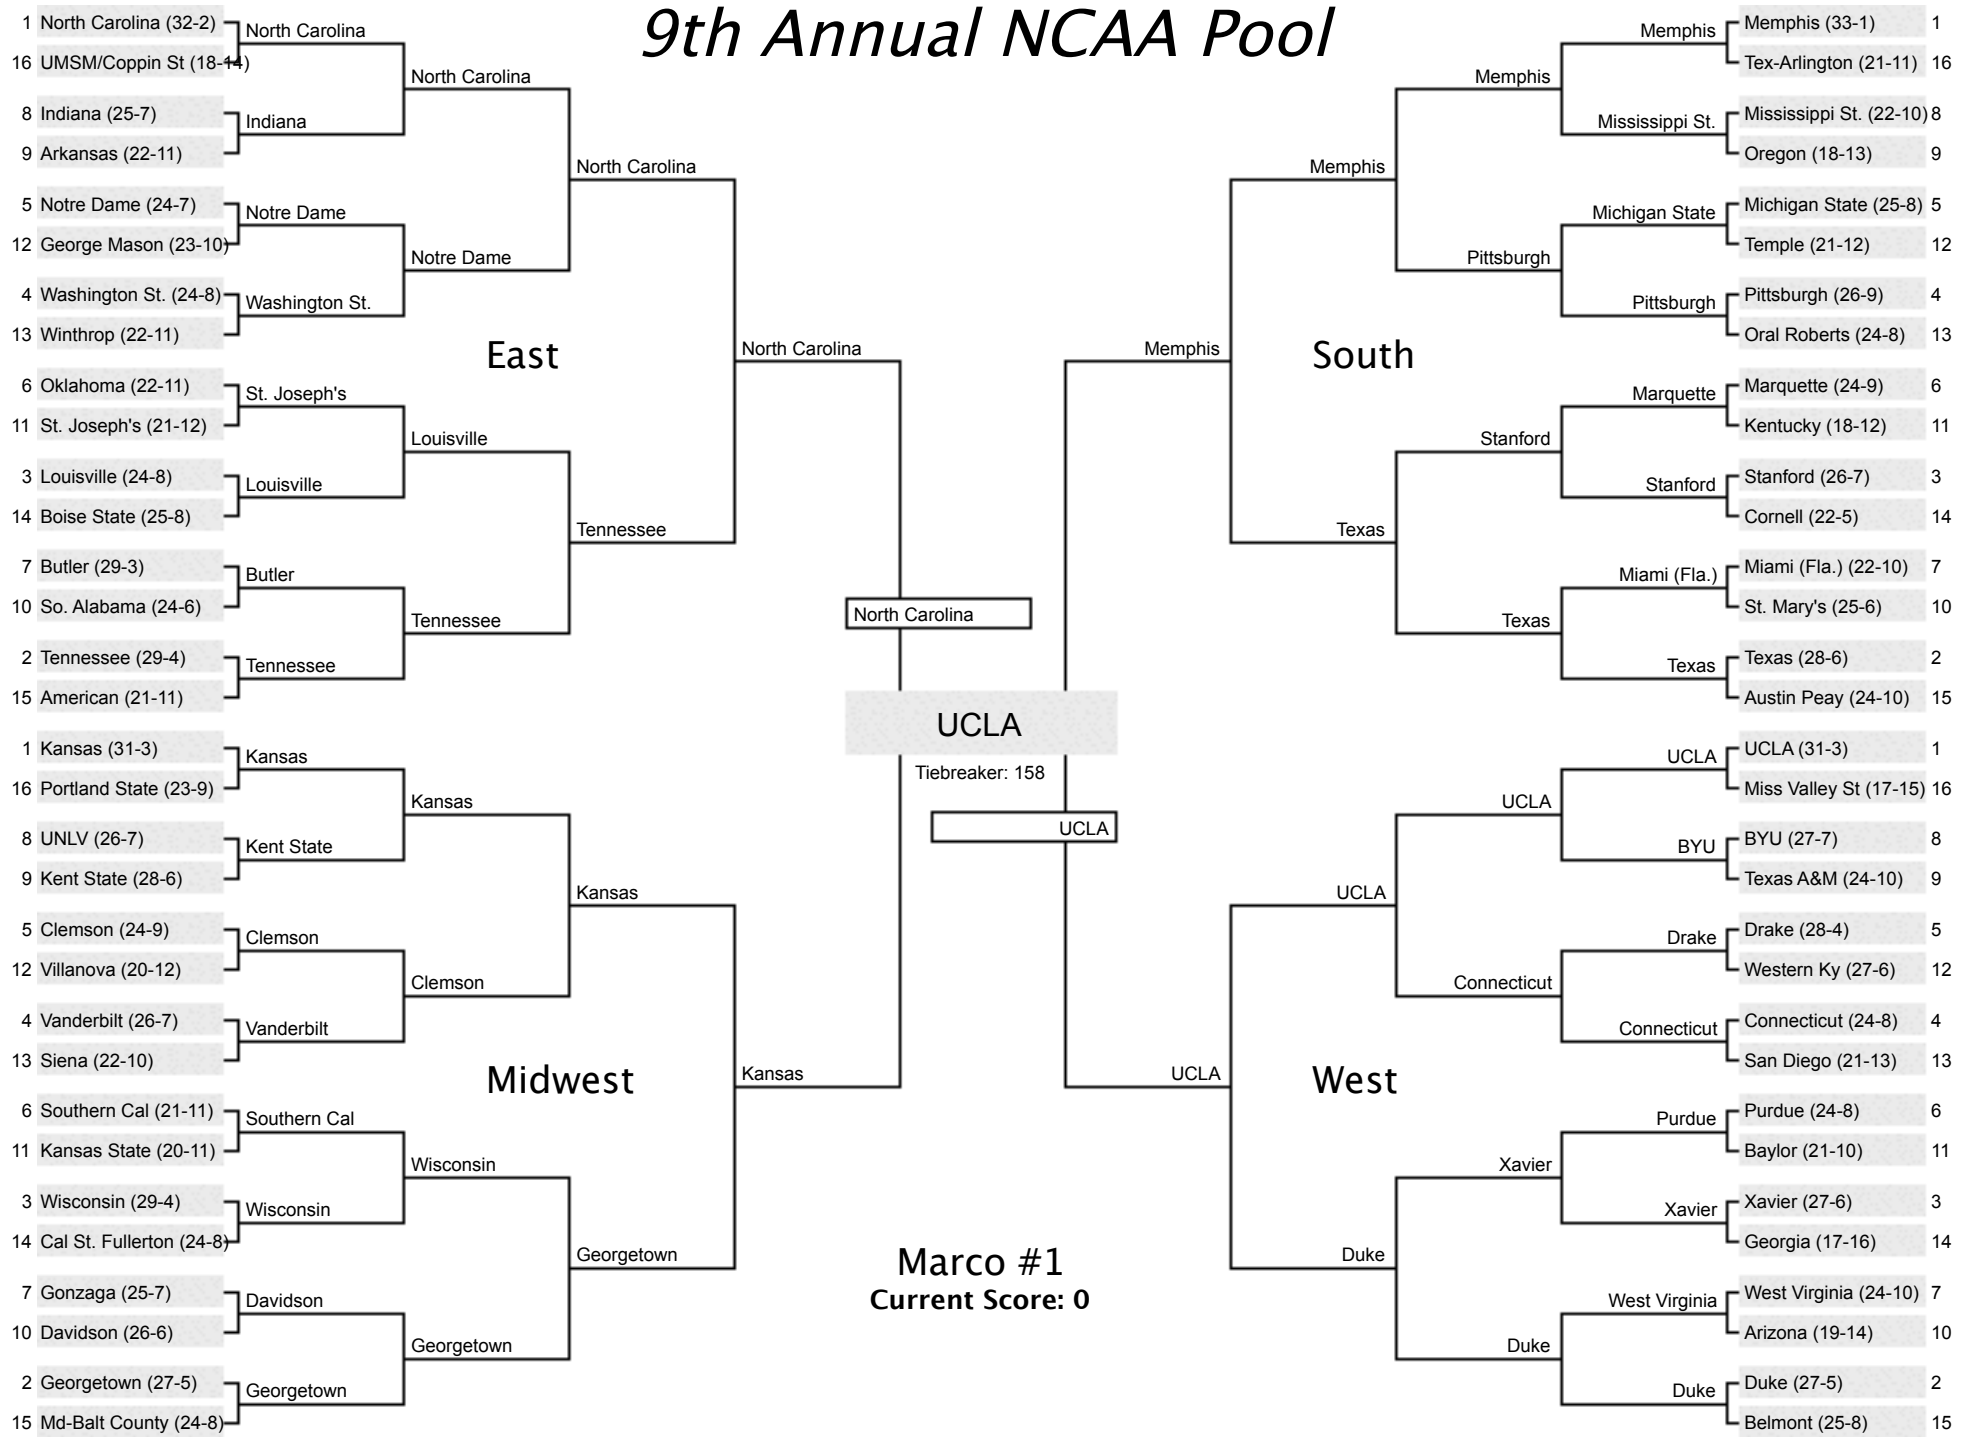 9th Annual NCAA Pool
1 North Carolina (32-2)
16 UMSM/Coppin St (18-14)
8 Indiana (25-7)
9 Arkansas (22-11)
5 Notre Dame (24-7)
12 George Mason (23-10)
4 Washington St. (24-8)
13 Winthrop (22-11)
6 Oklahoma (22-11)
11 St. Joseph's (21-12)
3 Louisville (24-8)
14 Boise State (25-8)
7 Butler (29-3)
10 So. Alabama (24-6)
2 Tennessee (29-4)
15 American (21-11)
North Carolina
Indiana
Notre Dame
Washington St.
St. Joseph's
Louisville
Butler
Tennessee
North Carolina
Notre Dame
Louisville
Tennessee
North Carolina
Tennessee
East
North Carolina
1 Kansas (31-3)
16 Portland State (23-9)
8 UNLV (26-7)
9 Kent State (28-6)
5 Clemson (24-9)
12 Villanova (20-12)
4 Vanderbilt (26-7)
13 Siena (22-10)
6 Southern Cal (21-11)
11 Kansas State (20-11)
3 Wisconsin (29-4)
14 Cal St. Fullerton (24-8)
7 Gonzaga (25-7)
10 Davidson (26-6)
2 Georgetown (27-5)
15 Md-Balt County (24-8)
Kansas
Kent State
Clemson
Vanderbilt
Southern Cal
Wisconsin
Davidson
Georgetown
Kansas
Clemson
Wisconsin
Georgetown
Kansas
Georgetown
Midwest
Kansas
North Carolina
UCLA
Tiebreaker: 158
UCLA
Marco #1
Current Score: 0
Memphis
South
Memphis
Texas
Memphis
Pittsburgh
Stanford
Texas
Memphis
Mississippi St.
Michigan State
Pittsburgh
Marquette
Stanford
Miami (Fla.)
Texas
Memphis (33-1) 1
Tex-Arlington (21-11) 16
Mississippi St. (22-10) 8
Oregon (18-13) 9
Michigan State (25-8) 5
Temple (21-12) 12
Pittsburgh (26-9) 4
Oral Roberts (24-8) 13
Marquette (24-9) 6
Kentucky (18-12) 11
Stanford (26-7) 3
Cornell (22-5) 14
Miami (Fla.) (22-10) 7
St. Mary's (25-6) 10
Texas (28-6) 2
Austin Peay (24-10) 15
UCLA
West
UCLA
Duke
UCLA
Connecticut
Xavier
Duke
UCLA
BYU
Drake
Connecticut
Purdue
Xavier
West Virginia
Duke
UCLA (31-3) 1
Miss Valley St (17-15) 16
BYU (27-7) 8
Texas A&M (24-10) 9
Drake (28-4) 5
Western Ky (27-6) 12
Connecticut (24-8) 4
San Diego (21-13) 13
Purdue (24-8) 6
Baylor (21-10) 11
Xavier (27-6) 3
Georgia (17-16) 14
West Virginia (24-10) 7
Arizona (19-14) 10
Duke (27-5) 2
Belmont (25-8) 15